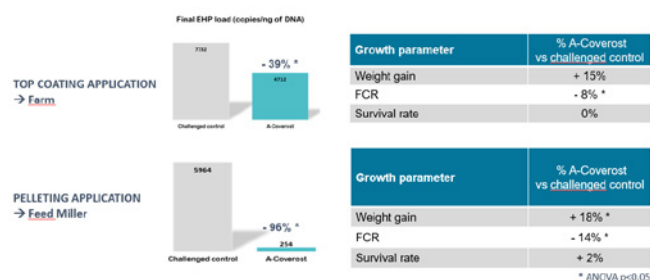 Final EHP load (copies/ng of DNA)
TOP COATING APPLICATION
→ Farm
- 39% *
4712
Challenged control
A-Coverost
Growth parameter
% A-Coverost
vs challenged control
Weight gain
+ 15%
FCR
- 8% *
Survival rate
0%
PELLETING APPLICATION
→ Feed Miller
5964
- 96% *
254
Challenged control
A-Coverost
Growth parameter
% A-Coverost
vs challenged control
Weight gain
+ 18% *
FCR
- 14% *
Survival rate
+ 2%
* ANOVA p<0.05